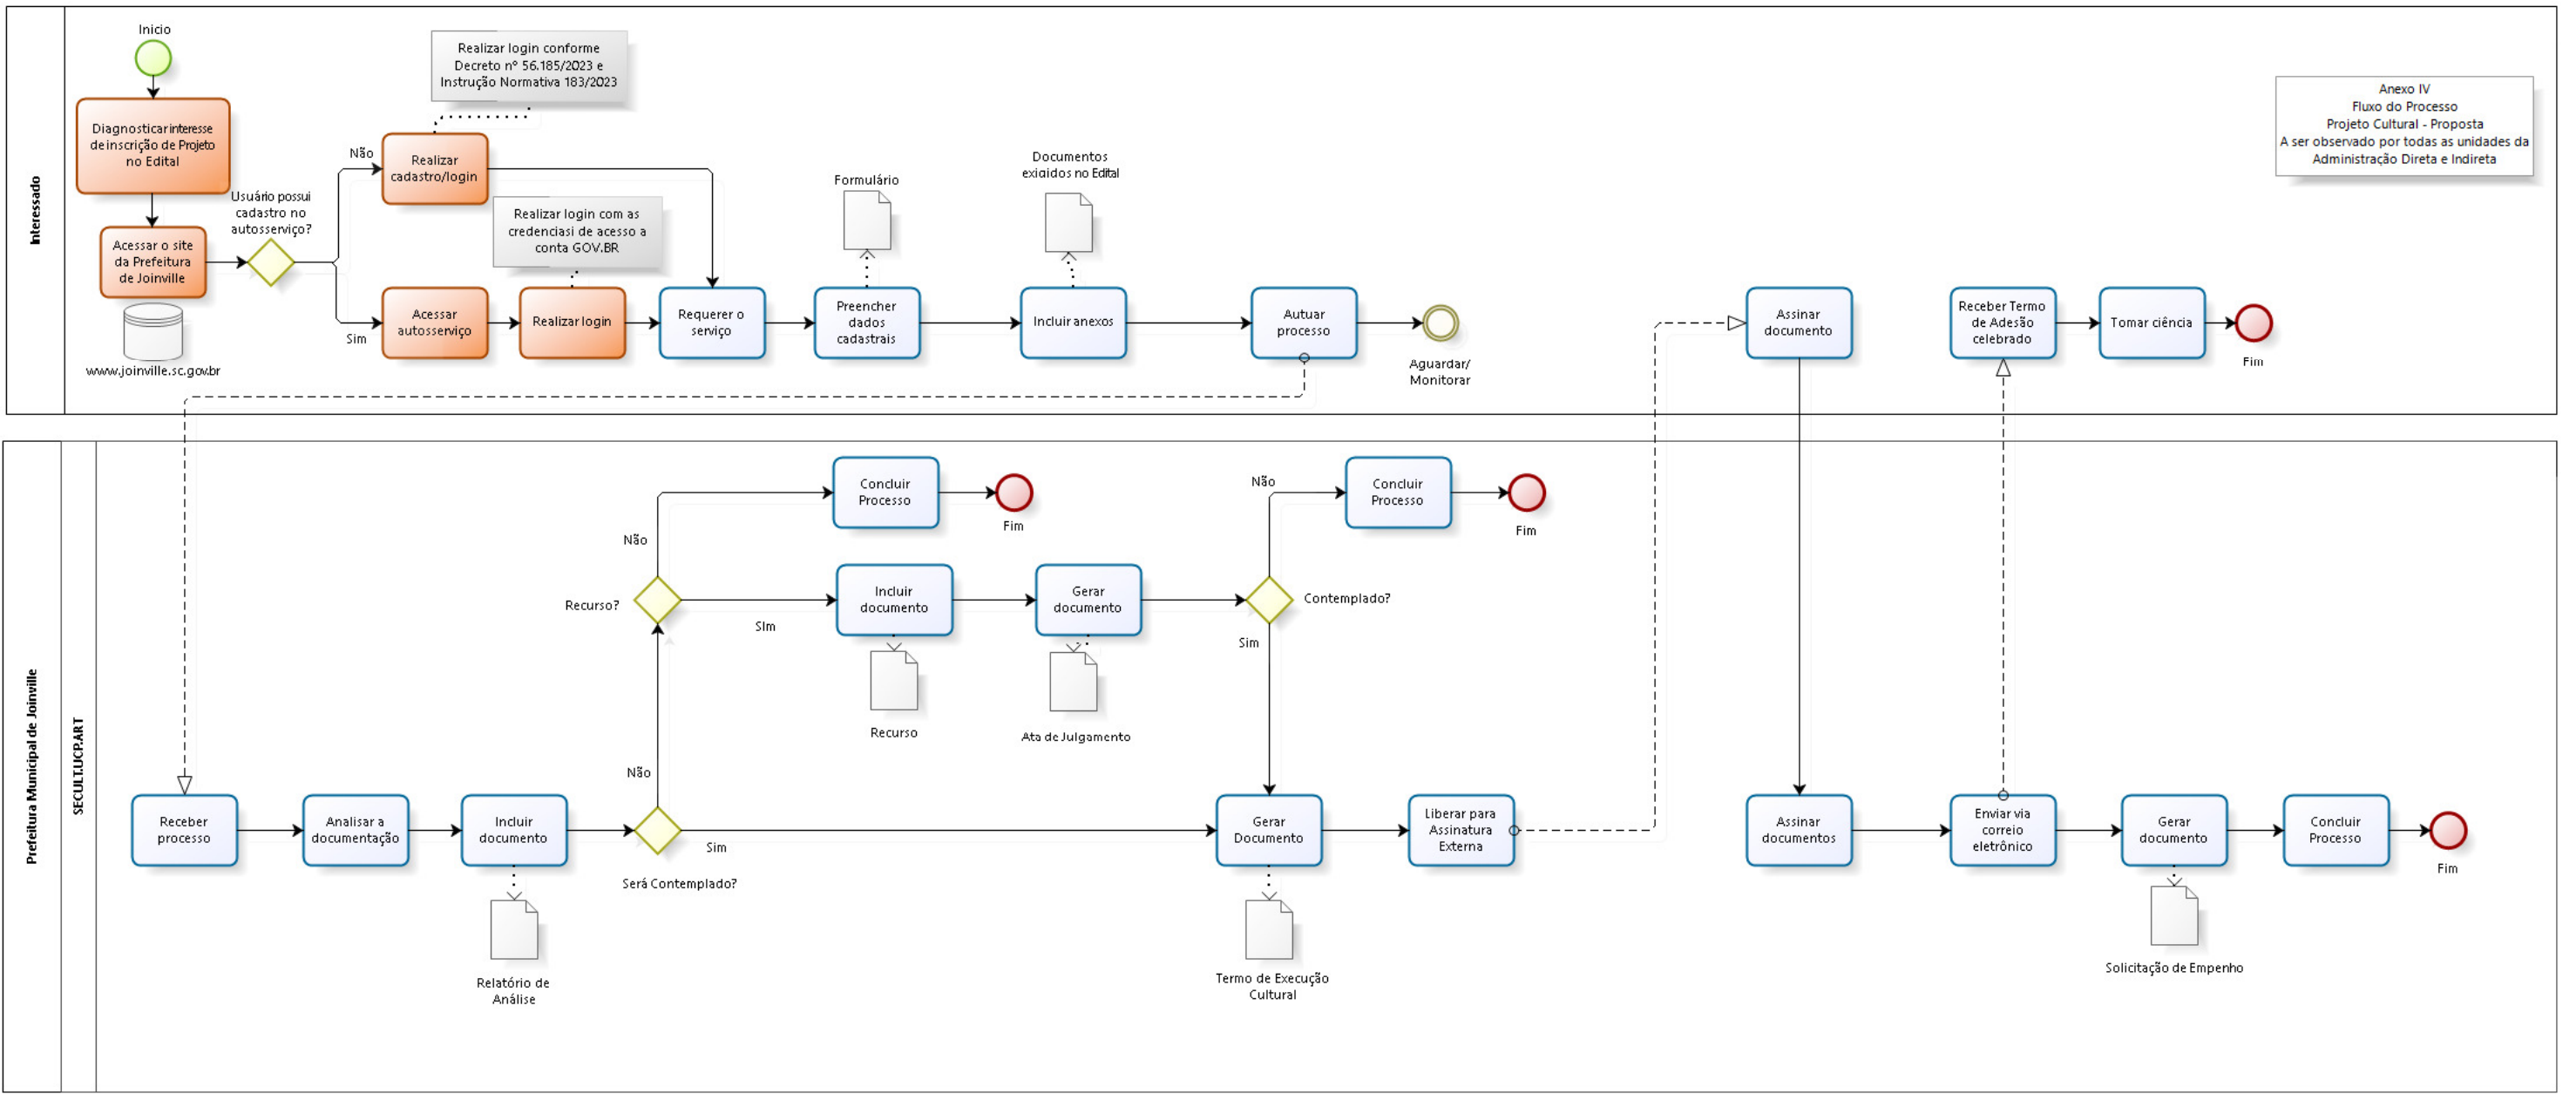 Interessado
Inicio
Diagnosticar interesse
de inscrição de Projeto
no Edital
Acessar o site
da Prefeitura
de Joinville
www.joinville.sc.gov.br
Usuário possui
cadastro no
autosserviço?
Não
Sim
Realizar login conforme
Decreto nº 56.185/2023 e
Instrução Normativa 183/2023
Realizar
cadastro/login
Realizar login com as
credenciasi de acesso a
conta GOV.BR
Acessar
autosserviço
Realizar login
Requerer o
serviço
Formulário
Preencher
dados
cadastrais
Documentos
exigidos no Edital
Incluir anexos
Autuar
processo
Aguardar/
Monitorar
Assinar
documento
Receber Termo
de Adesão
celebrado
Tomar ciência
Fim
Anexo IV
Fluxo do Processo
Projeto Cultural - Proposta
A ser observado por todas as unidades da
Administração Direta e Indireta
Prefeitura Municipal de Joinville
SECULT.UCP.ART
Receber
processo
Analisar a
documentação
Incluir
documento
Relatório de
Análise
Será Contemplado?
Não
Sim
Recurso?
Não
SIm
Concluir
Processo
Fim
Incluir
documento
Recurso
Gerar
documento
Ata de Julgamento
Contemplado?
Não
Sim
Concluir
Processo
Fim
Gerar
Documento
Termo de Execução
Cultural
Liberar para
Assinatura
Externa
Assinar
documentos
Enviar via
correio
eletrônico
Gerar
documento
Solicitação de Empenho
Concluir
Processo
Fim